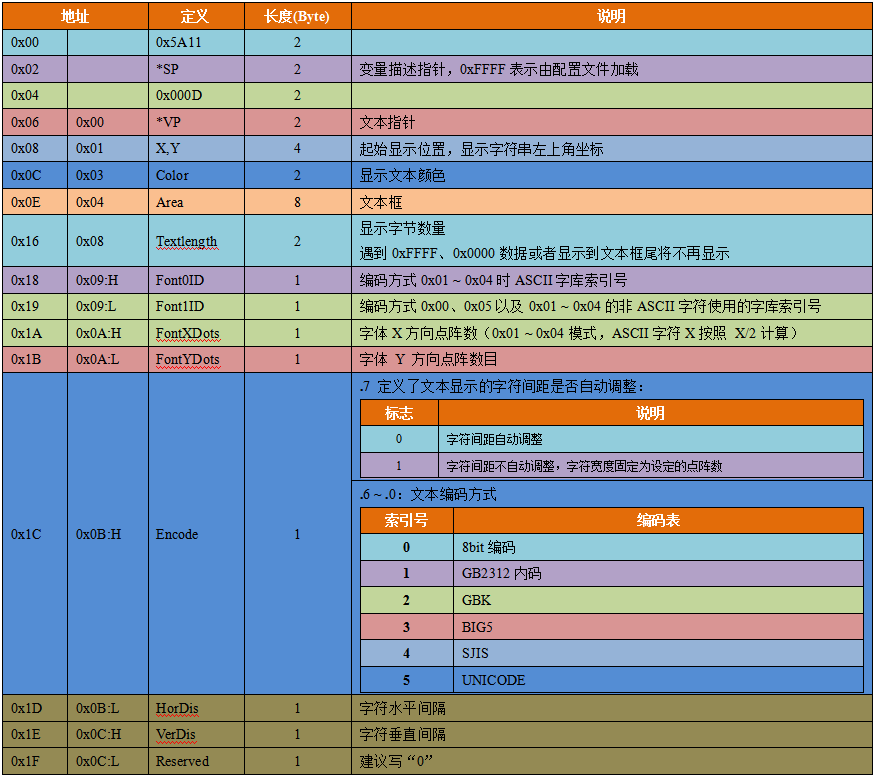 地址 定义 长度(Byte) 说明
0x00 0x5A11 2
0x02 *SP 2 变量描述指针，0xFFFF 表示由配置文件加载
0x04 0x000D 2
0x06 0x00 *VP 2 文本指针
0x08 0x01 X,Y 4 起始显示位置，显示字符串左上角坐标
0x0C 0x03 Color 2 显示文本颜色
0x0E 0x04 Area 8 文本框
0x16 0x08 Textlength 2 显示字节数量
遇到 0xFFFF、0x0000 数据或者显示到文本框尾将不再显示
0x18 0x09:H Font0ID 1 编码方式 0x01 ~ 0x04 时 ASCII 字库索引号
0x19 0x09:L Font1ID 1 编码方式 0x00、0x05 以及 0x01 ~ 0x04 的非 ASCII 字符使用的字库索引号
0x1A 0x0A:H FontXDots 1 字体 X 方向点阵数（0x01 ~ 0x04 模式，ASCII 字符 X 按照 X/2 计算）
0x1B 0x0A:L FontYDots 1 字体 Y 方向点阵数目
0x1C 0x0B:H Encode 1 .7 定义了文本显示的字符间距是否自动调整：
标志 说明
0 字符间距自动调整
1 字符间距不自动调整，字符宽度固定为设定的点阵数
.6 ~ .0：文本编码方式
索引号 编码表
0 8bit 编码
1 GB2312 内码
2 GBK
3 BIG5
4 SJIS
5 UNICODE
0x1D 0x0B:L HorDis 1 字符水平间隔
0x1E 0x0C:H VerDis 1 字符垂直间隔
0x1F 0x0C:L Reserved 1 建议写“0”